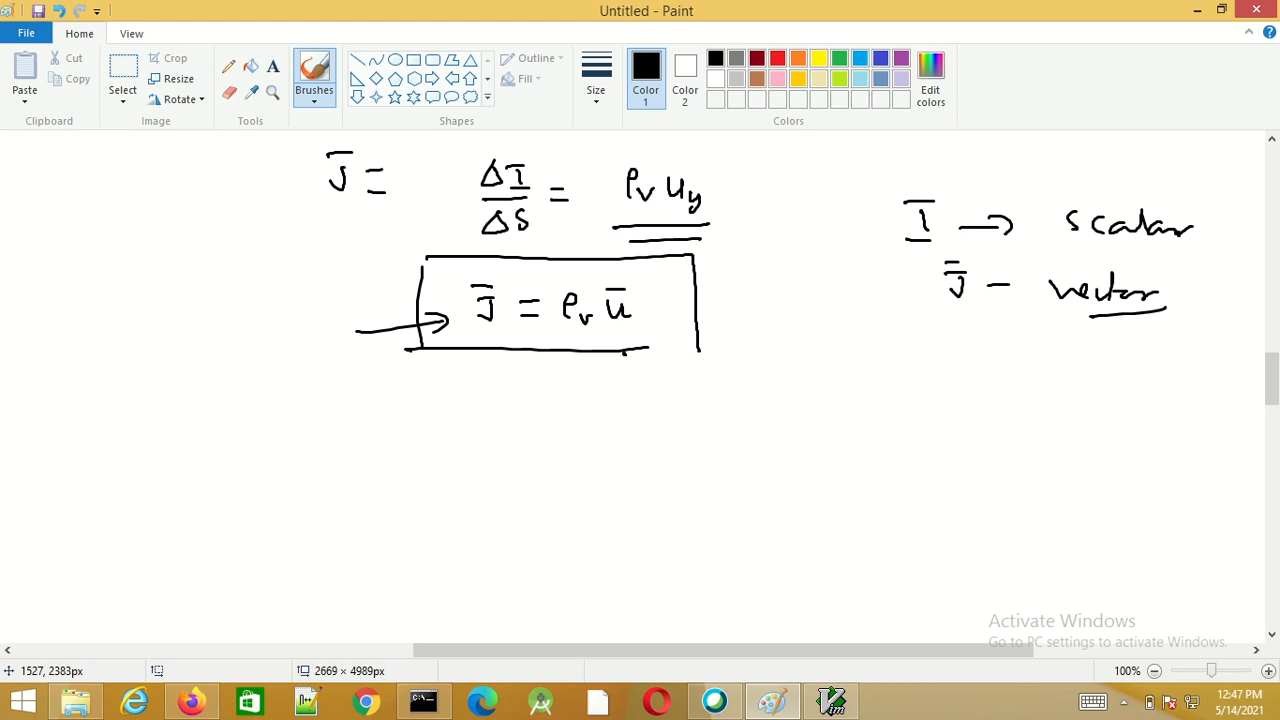 Untitled - Paint
File Home View
Paste
Cut
Copy
Clipboard
Select
Crop
Resize
Rotate
Image
Tools
Brushes
Shapes
Outline
Fill
Size
Color 1
Color 2
Edit colors
Colors
J̅ = ΔI/ΔS = ρᵥ u_y
I̅ → scalar
J̅ - vector
J̅ = ρᵥ u̅
Activate Windows
Go to PC settings to activate Windows.
1527, 2383px
2669 × 4989px
100%
12:47 PM
5/14/2021